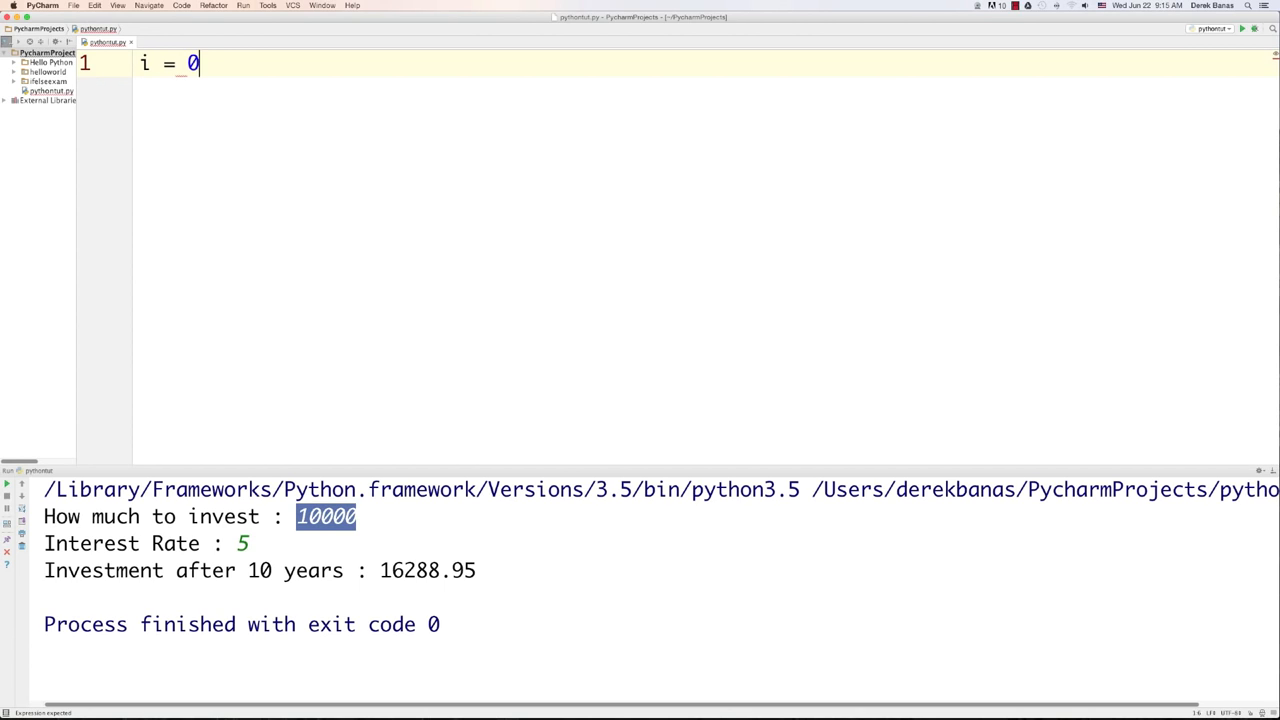 PyCharm File Edit View Navigate Code Refactor Run Tools VCS Window Help
10 Wed Jun 22 9:15 AM Derek Banas
pythontut.py - PycharmProjects - [~/PycharmProjects]
PycharmProjects pythontut.py pythontut
pythontut.py ×
PycharmProject
Hello Python
helloworld
ifelseexam
pythontut.py
External Librarie
1 i = 0
Run pythontut
/Library/Frameworks/Python.framework/Versions/3.5/bin/python3.5 /Users/derekbanas/PycharmProjects/pytho
How much to invest : 10000
Interest Rate : 5
Investment after 10 years : 16288.95
Process finished with exit code 0
Expression expected 1:6 LF÷ UTF-8÷